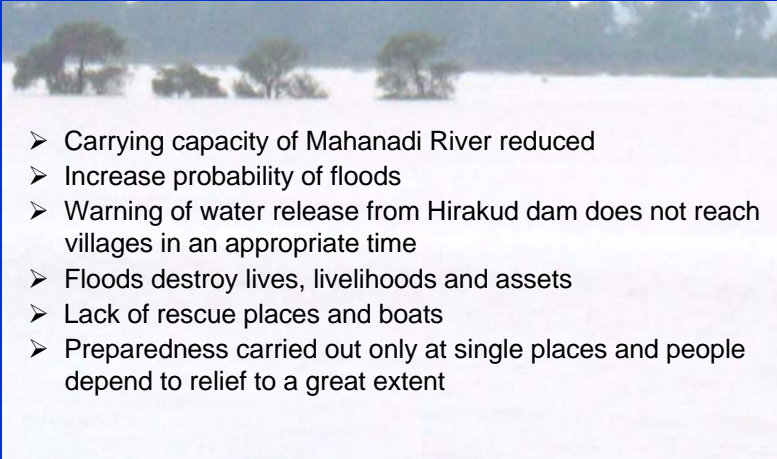 ➢ Carrying capacity of Mahanadi River reduced
➢ Increase probability of floods
➢ Warning of water release from Hirakud dam does not reach
villages in an appropriate time
➢ Floods destroy lives, livelihoods and assets
➢ Lack of rescue places and boats
➢ Preparedness carried out only at single places and people
depend to relief to a great extent